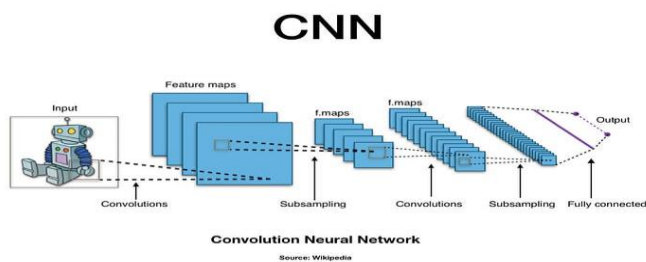 CNN
Feature maps
Input
f.maps
f.maps
Output
Convolutions
Subsampling
Convolutions
Subsampling
Fully connected
Convolution Neural Network
Source: Wikipedia